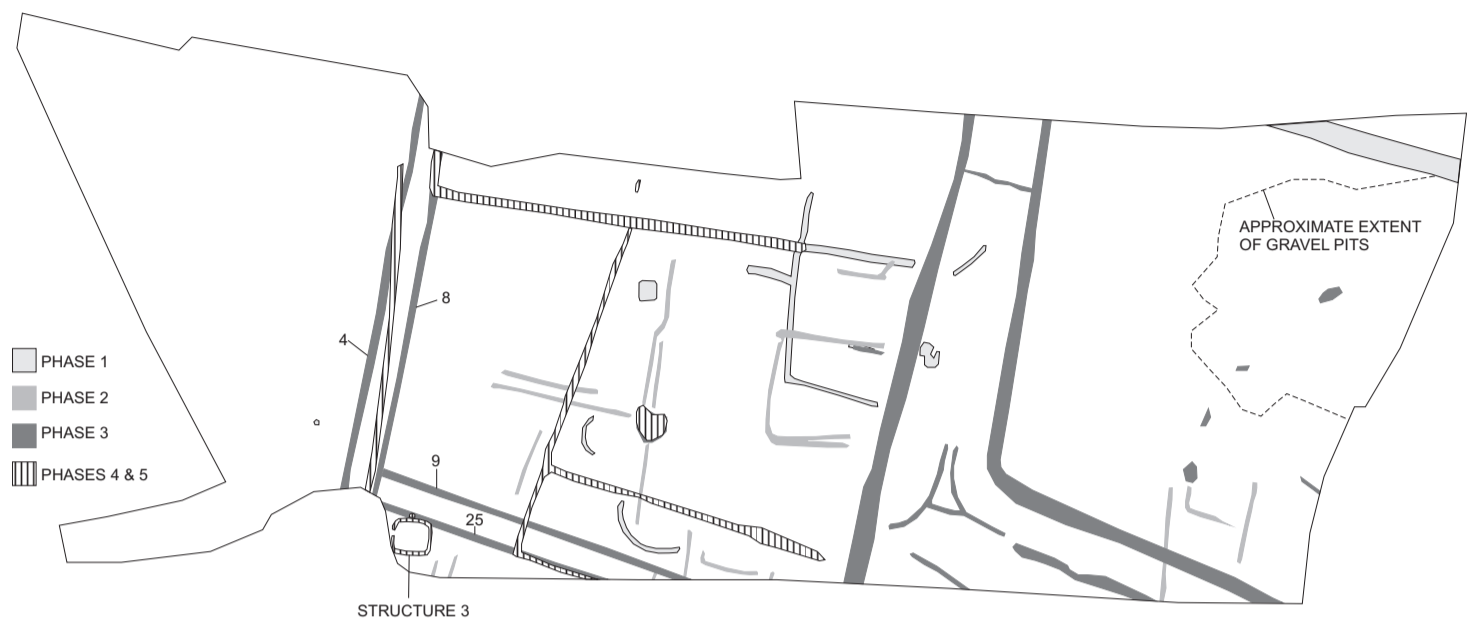 APPROXIMATE EXTENT
OF GRAVEL PITS
8
4
PHASE 1
PHASE 2
PHASE 3
PHASES 4 & 5
9
25
STRUCTURE 3